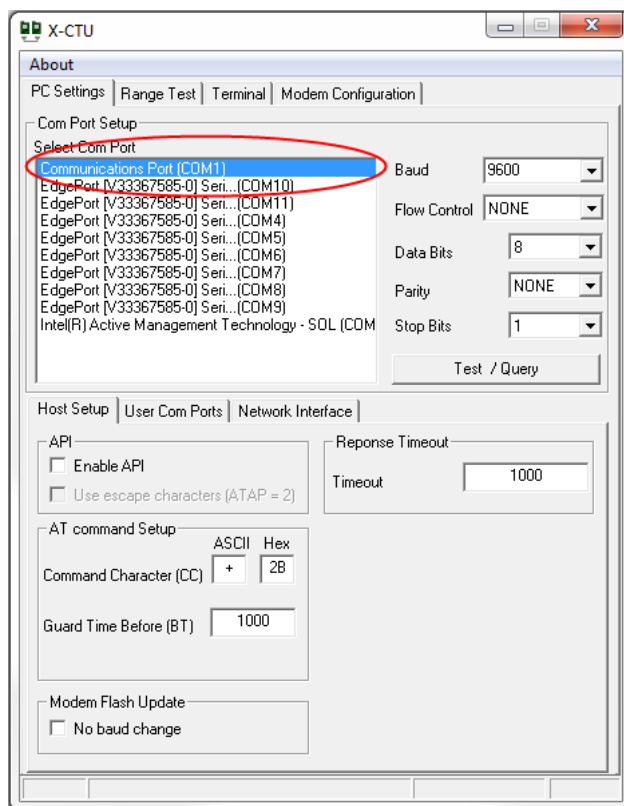 X-CTU
About
PC Settings Range Test Terminal Modem Configuration
Com Port Setup
Select Com Port
Communications Port (COM1)
EdgePort [V33367585-0] Seri...(COM10)
EdgePort [V33367585-0] Seri...(COM11)
EdgePort [V33367585-0] Seri...(COM4)
EdgePort [V33367585-0] Seri...(COM5)
EdgePort [V33367585-0] Seri...(COM6)
EdgePort [V33367585-0] Seri...(COM7)
EdgePort [V33367585-0] Seri...(COM8)
EdgePort [V33367585-0] Seri...(COM9)
Intel(R) Active Management Technology - SOL (COM
Baud 9600
Flow Control NONE
Data Bits 8
Parity NONE
Stop Bits 1
Test / Query
Host Setup User Com Ports Network Interface
API
Enable API
Use escape characters (ATAP = 2)
Reponse Timeout
Timeout 1000
AT command Setup
ASCII Hex
Command Character (CC) + 2B
Guard Time Before (BT) 1000
Modem Flash Update
No baud change